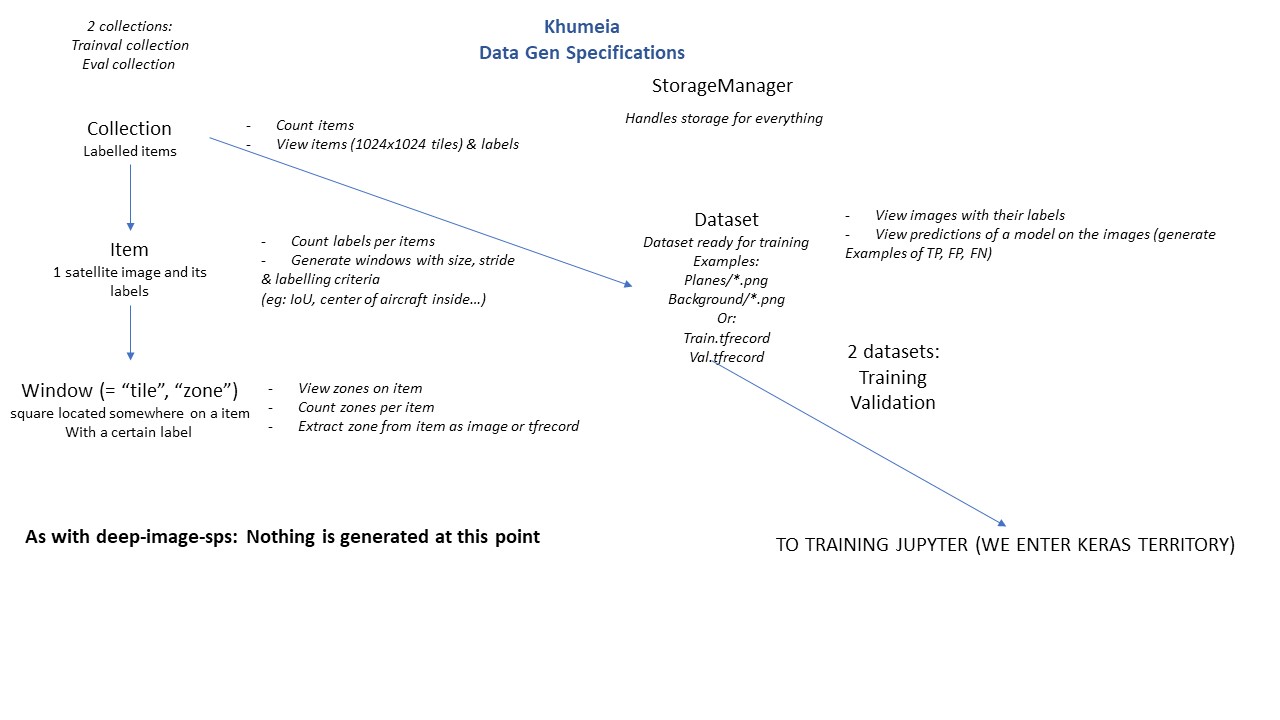 2 collections:
Trainval collection
Eval collection
Khumeia
Data Gen Specifications
StorageManager
Handles storage for everything
Collection
Labelled items
- Count items
- View items (1024x1024 tiles) & labels
Item
1 satellite image and its
labels
- Count labels per items
- Generate windows with size, stride
& labelling criteria
(eg: IoU, center of aircraft inside…)
Dataset
Dataset ready for training
Examples:
Planes/*.png
Background/*.png
Or:
Train.tfrecord
Val.tfrecord
- View images with their labels
- View predictions of a model on the images (generate
Examples of TP, FP, FN)
2 datasets:
Training
Validation
Window (= “tile”, “zone”)
square located somewhere on a item
With a certain label
- View zones on item
- Count zones per item
- Extract zone from item as image or tfrecord
As with deep-image-sps: Nothing is generated at this point
TO TRAINING JUPYTER (WE ENTER KERAS TERRITORY)